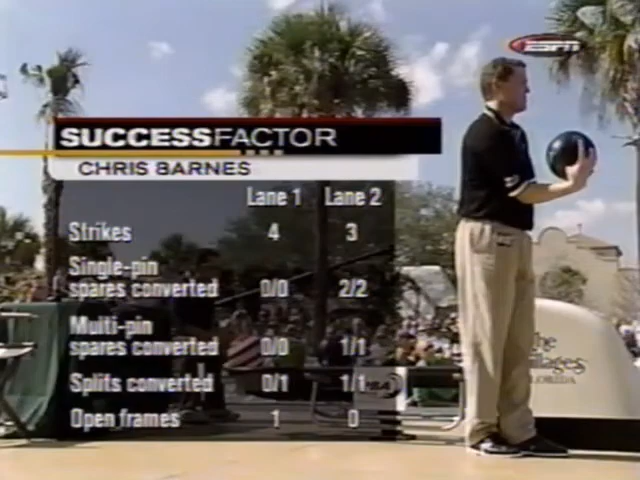 ESPN
SUCCESSFACTOR
CHRIS BARNES
Lane 1 Lane 2
Strikes 4 3
Single-pin
spares converted 0/0 2/2
Multi-pin
spares converted 0/0 1/1
Splits converted 0/1 1/1
Open frames 1 0
the
Villages
FLORIDA